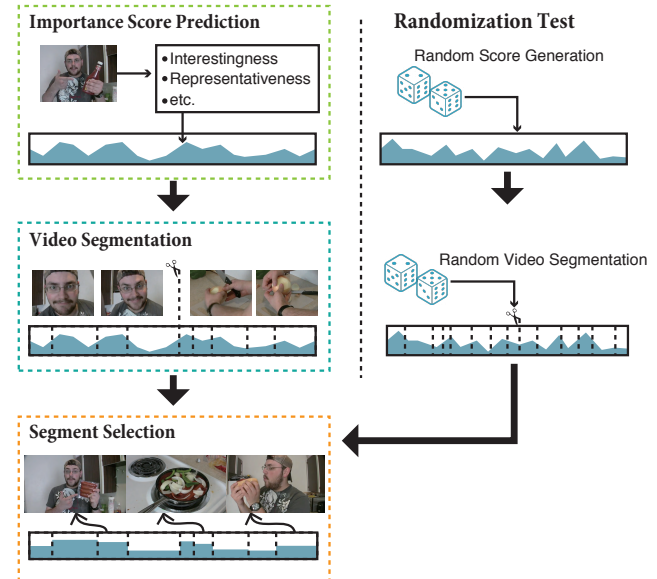 Importance Score Prediction
• Interestingness
• Representativeness
• etc.
Video Segmentation
Segment Selection
Randomization Test
Random Score Generation
Random Video Segmentation